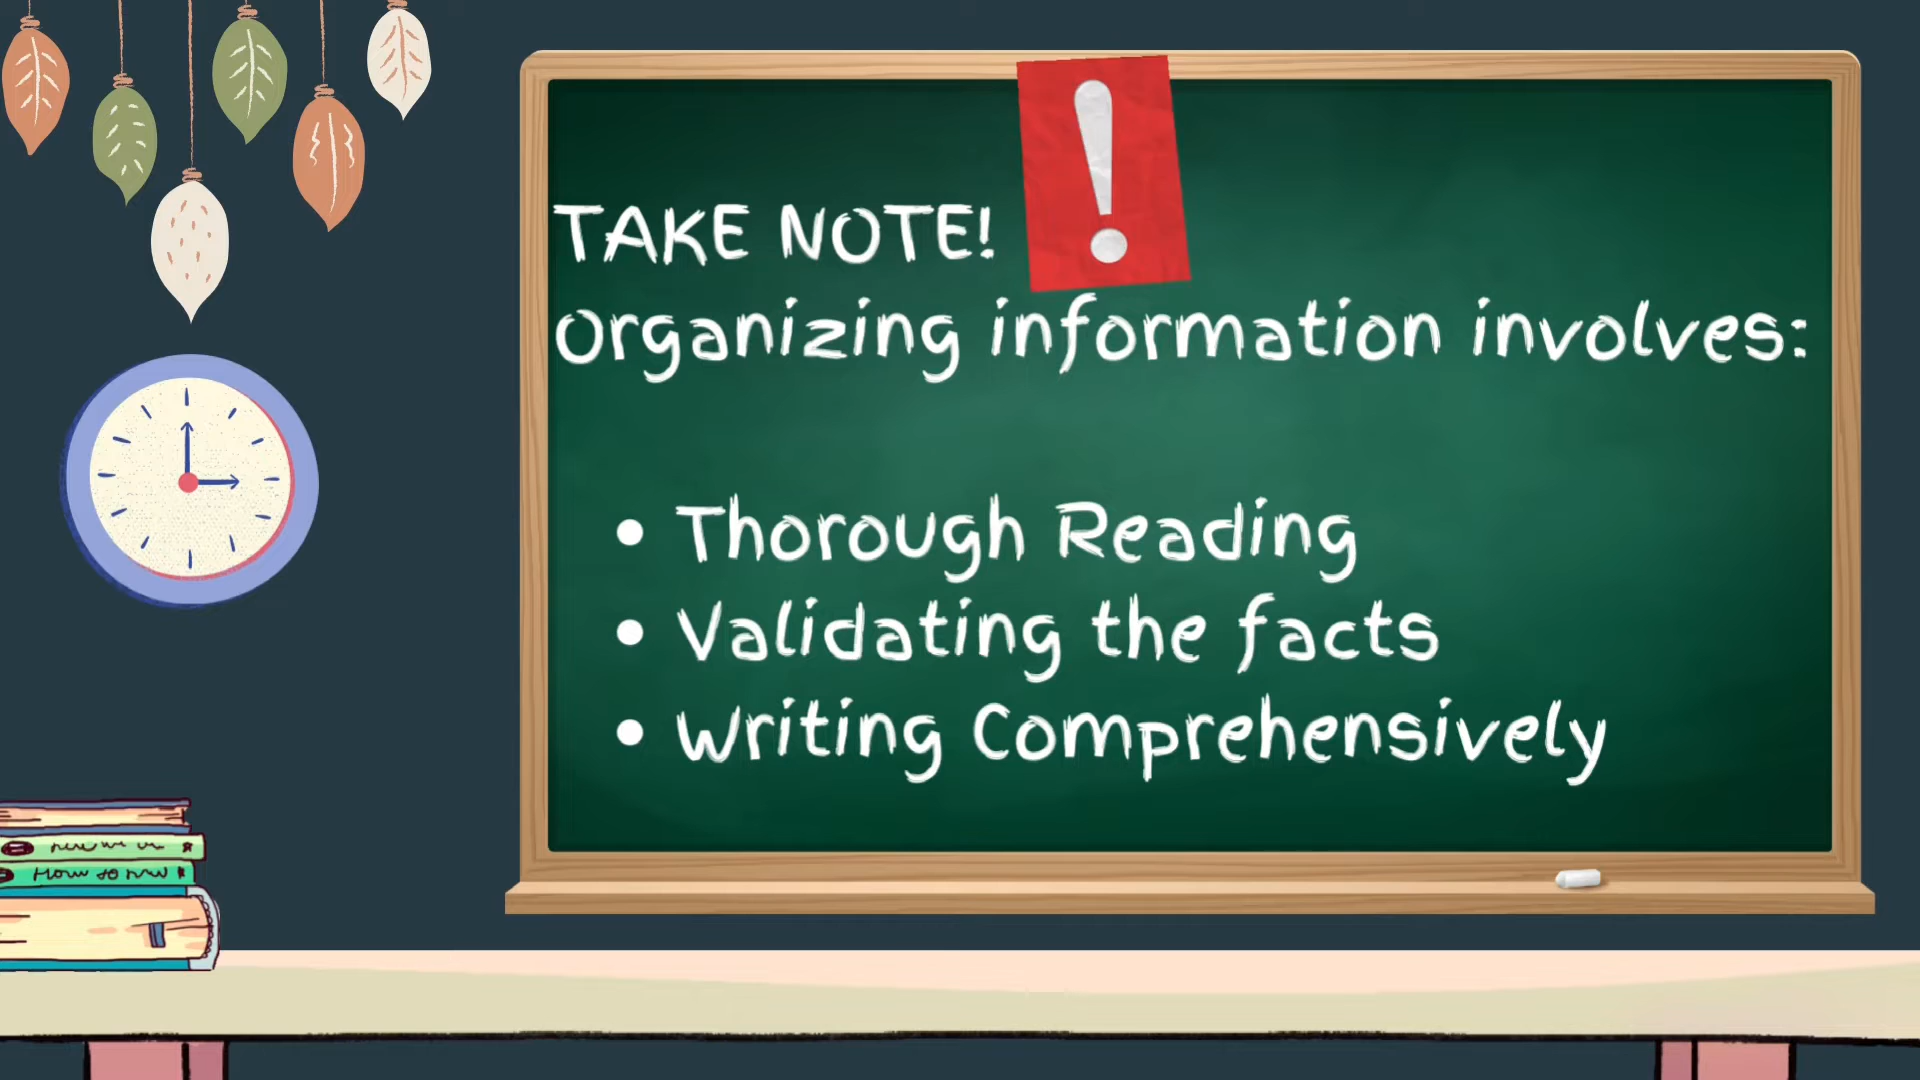 TAKE NOTE!
Organizing information involves:
• Thorough Reading
• Validating the facts
• Writing Comprehensively